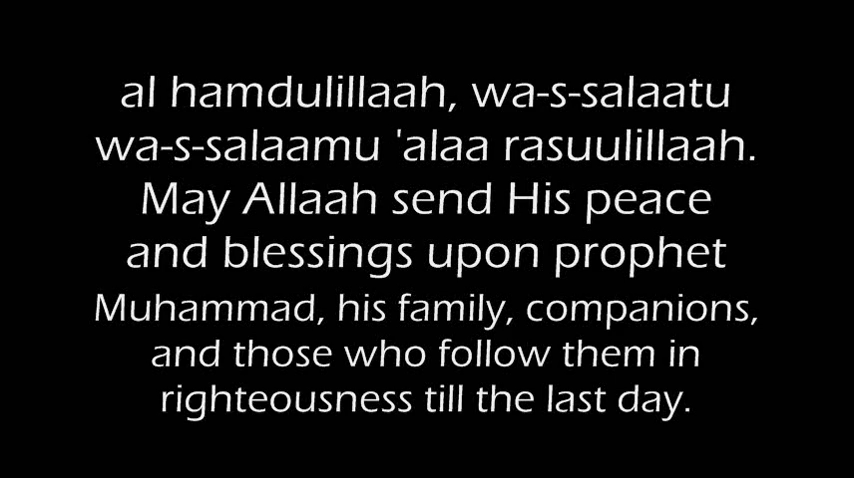 al hamdulillaah, wa-s-salaatu
wa-s-salaamu 'alaa rasuulillaah.
May Allaah send His peace
and blessings upon prophet
Muhammad, his family, companions,
and those who follow them in
righteousness till the last day.